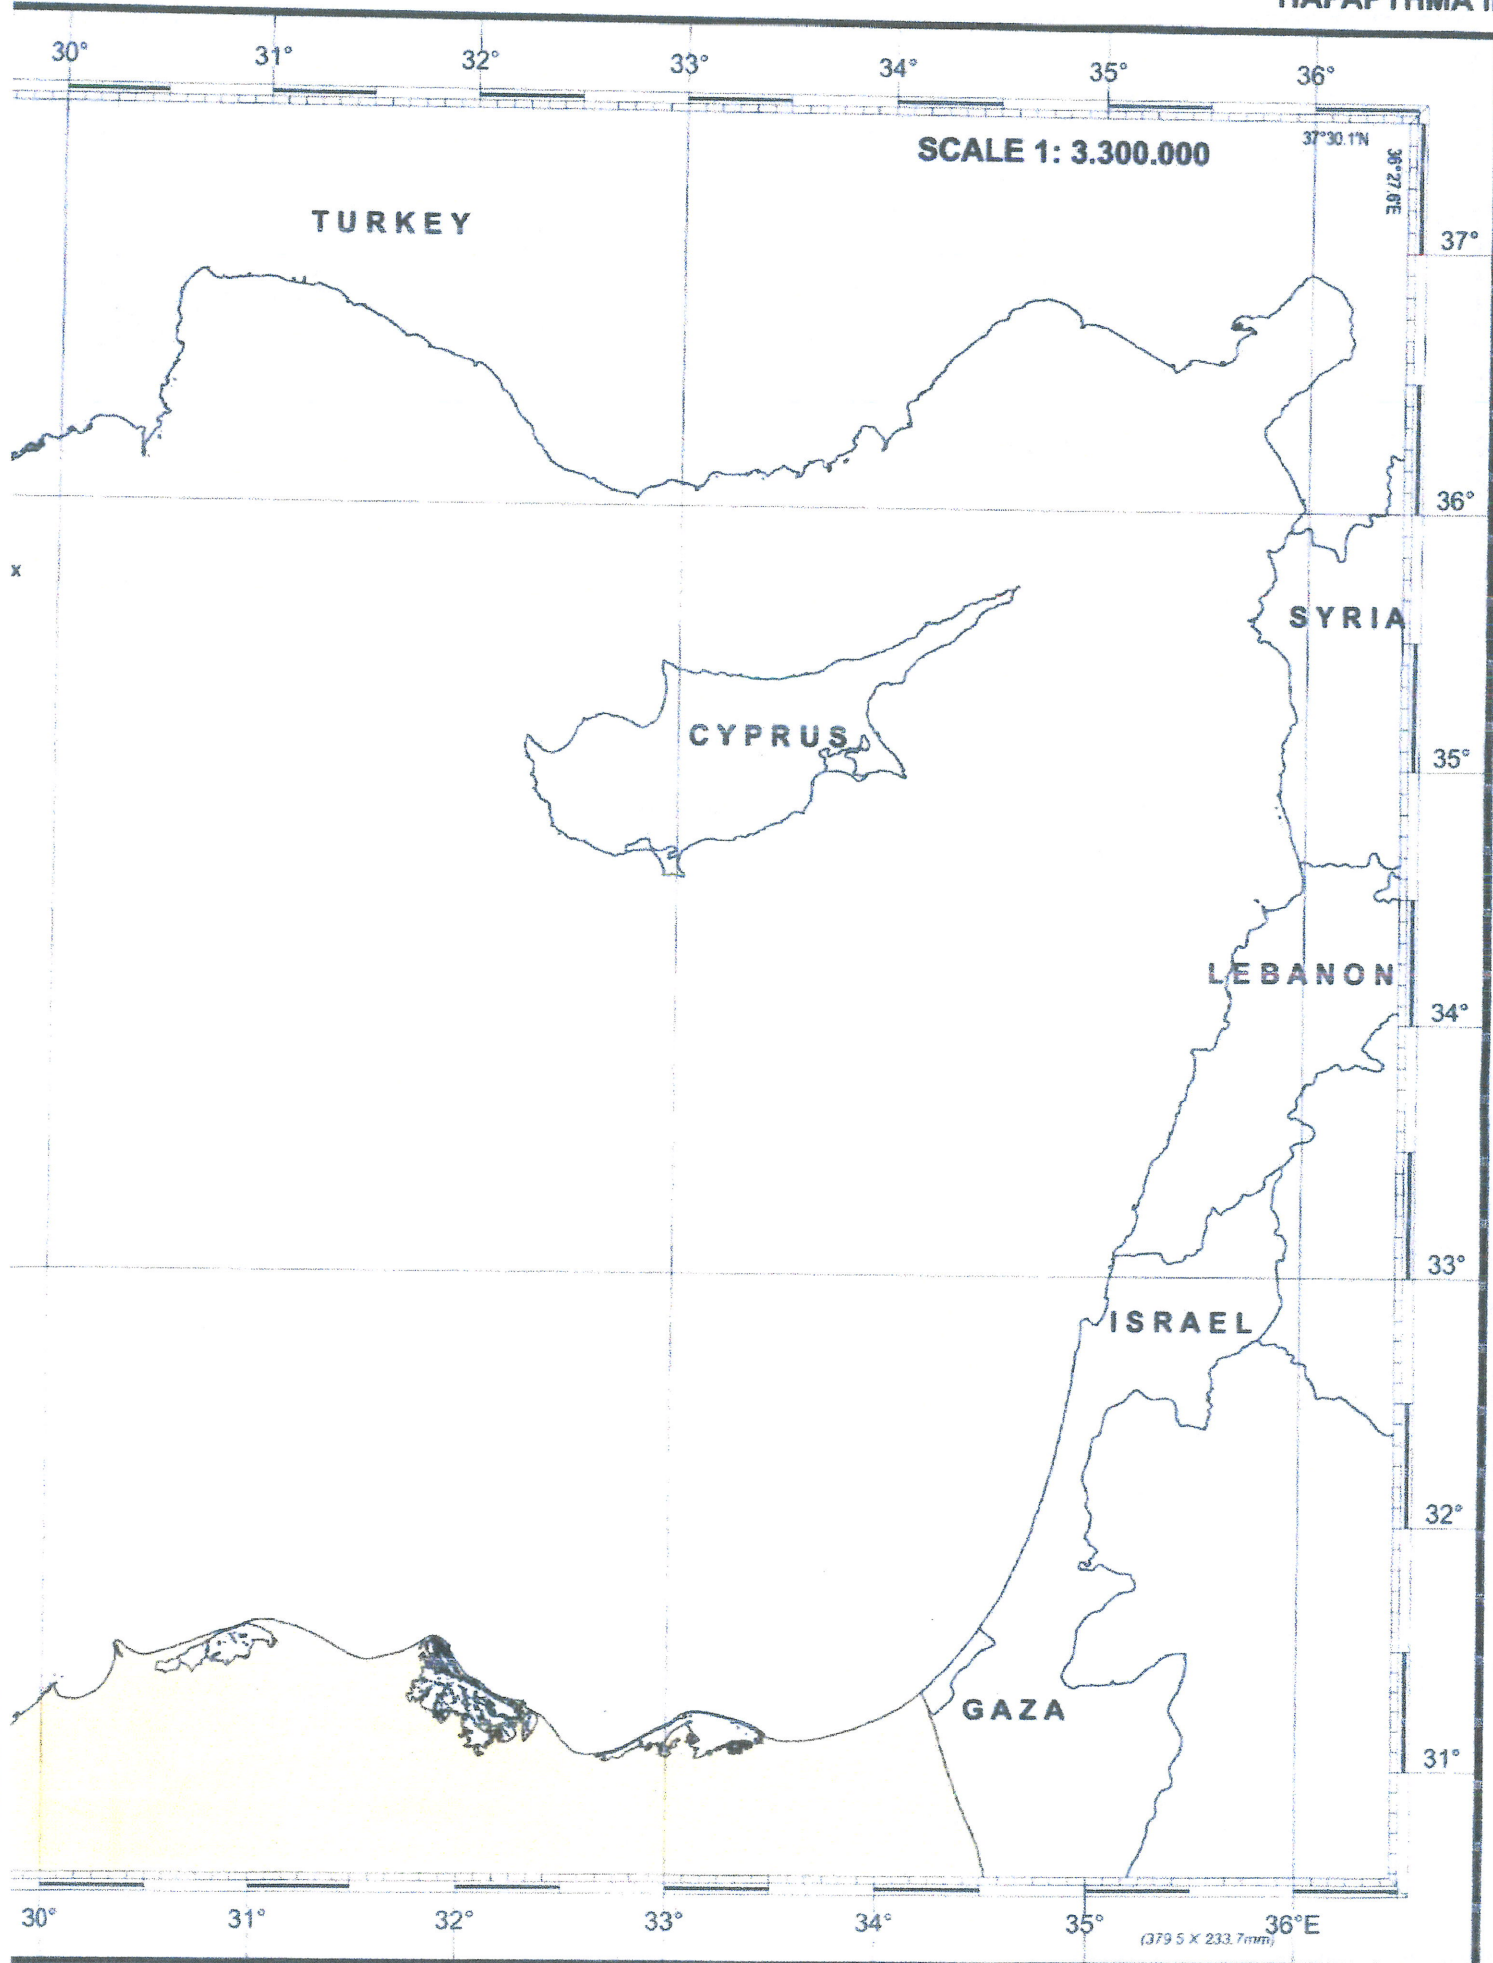 30° 31° 32° 33° 34° 35° 36°
SCALE 1: 3.300.000
37°30.1'N
36°27.6'E
TURKEY
37°
36°
x
SYRIA
CYPRUS
35°
LEBANON
34°
33°
ISRAEL
32°
GAZA
31°
30° 31° 32° 33° 34° 35° 36°E
(379.5 X 233.7mm)